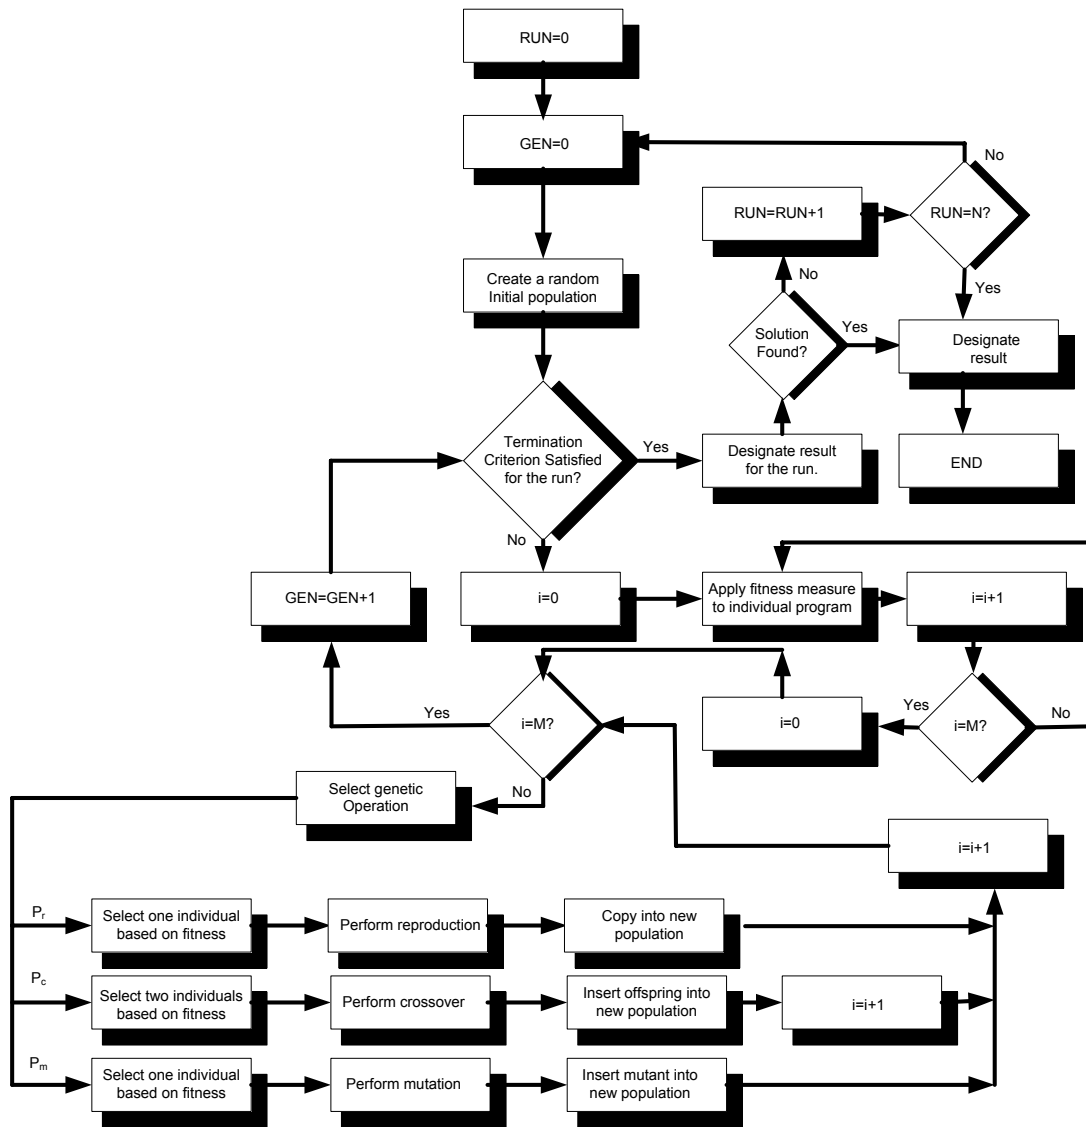 RUN=0
GEN=0
No
RUN=RUN+1
RUN=N?
Create a random
Initial population
No
Yes
Solution
Found?
Yes
Designate
result
Termination
Criterion Satisfied
for the run?
Yes
Designate result
for the run.
END
No
GEN=GEN+1
i=0
Apply fitness measure
to individual program
i=i+1
Yes
i=M?
i=0
Yes
i=M?
No
Select genetic
Operation
No
i=i+1
Pr
Select one individual
based on fitness
Perform reproduction
Copy into new
population
Pc
Select two individuals
based on fitness
Perform crossover
Insert offspring into
new population
i=i+1
Pm
Select one individual
based on fitness
Perform mutation
Insert mutant into
new population